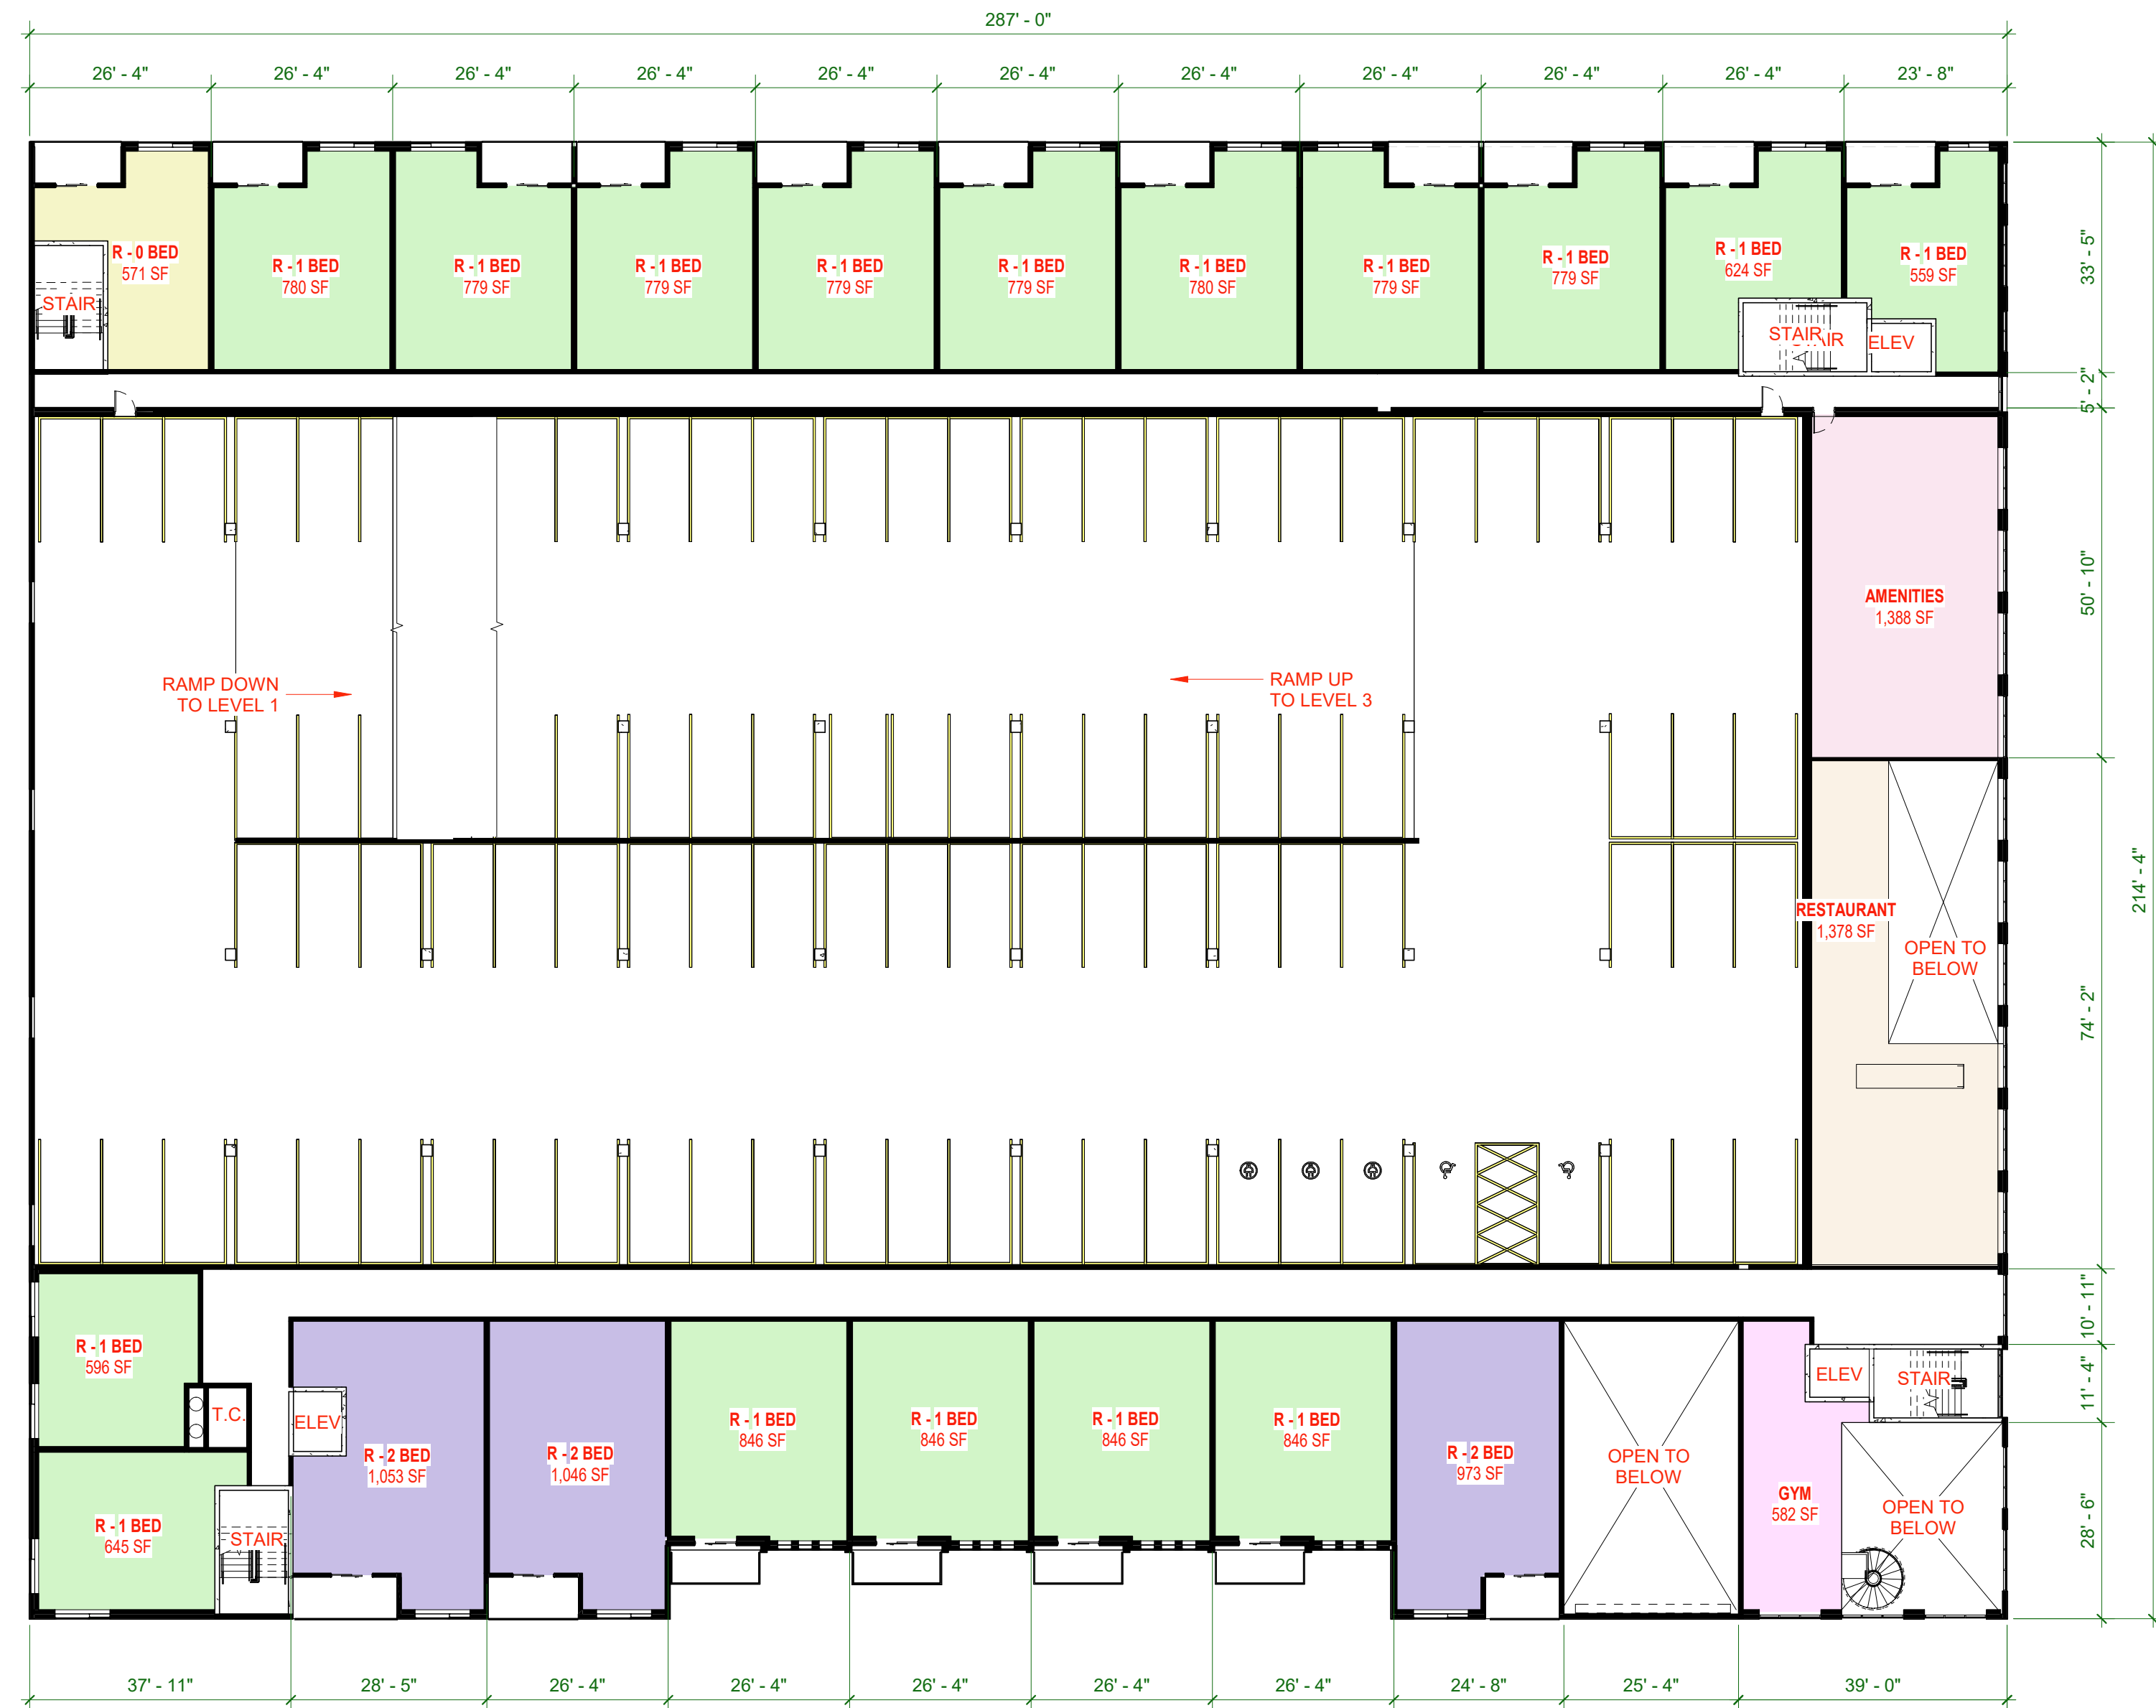 287' - 0"
26' - 4"
26' - 4"
26' - 4"
26' - 4"
26' - 4"
26' - 4"
26' - 4"
26' - 4"
26' - 4"
26' - 4"
23' - 8"
R - 0 BED
571 SF
R - 1 BED
780 SF
R - 1 BED
779 SF
R - 1 BED
779 SF
R - 1 BED
779 SF
R - 1 BED
779 SF
R - 1 BED
780 SF
R - 1 BED
779 SF
R - 1 BED
779 SF
R - 1 BED
624 SF
R - 1 BED
559 SF
33' - 5"
STAIR
STAIR
ELEV
5' - 2"
AMENITIES
1,388 SF
50' - 10"
RAMP DOWN
TO LEVEL 1
RAMP UP
TO LEVEL 3
RESTAURANT
1,378 SF
OPEN TO
BELOW
214' - 4"
74' - 2"
R - 1 BED
596 SF
T.C.
ELEV
R - 1 BED
645 SF
STAIR
R - 2 BED
1,053 SF
R - 2 BED
1,046 SF
R - 1 BED
846 SF
R - 1 BED
846 SF
R - 1 BED
846 SF
R - 1 BED
846 SF
R - 2 BED
973 SF
OPEN TO
BELOW
GYM
582 SF
ELEV
STAIR
OPEN TO
BELOW
10' - 11"
11' - 4"
28' - 6"
37' - 11"
28' - 5"
26' - 4"
26' - 4"
26' - 4"
26' - 4"
26' - 4"
24' - 8"
25' - 4"
39' - 0"